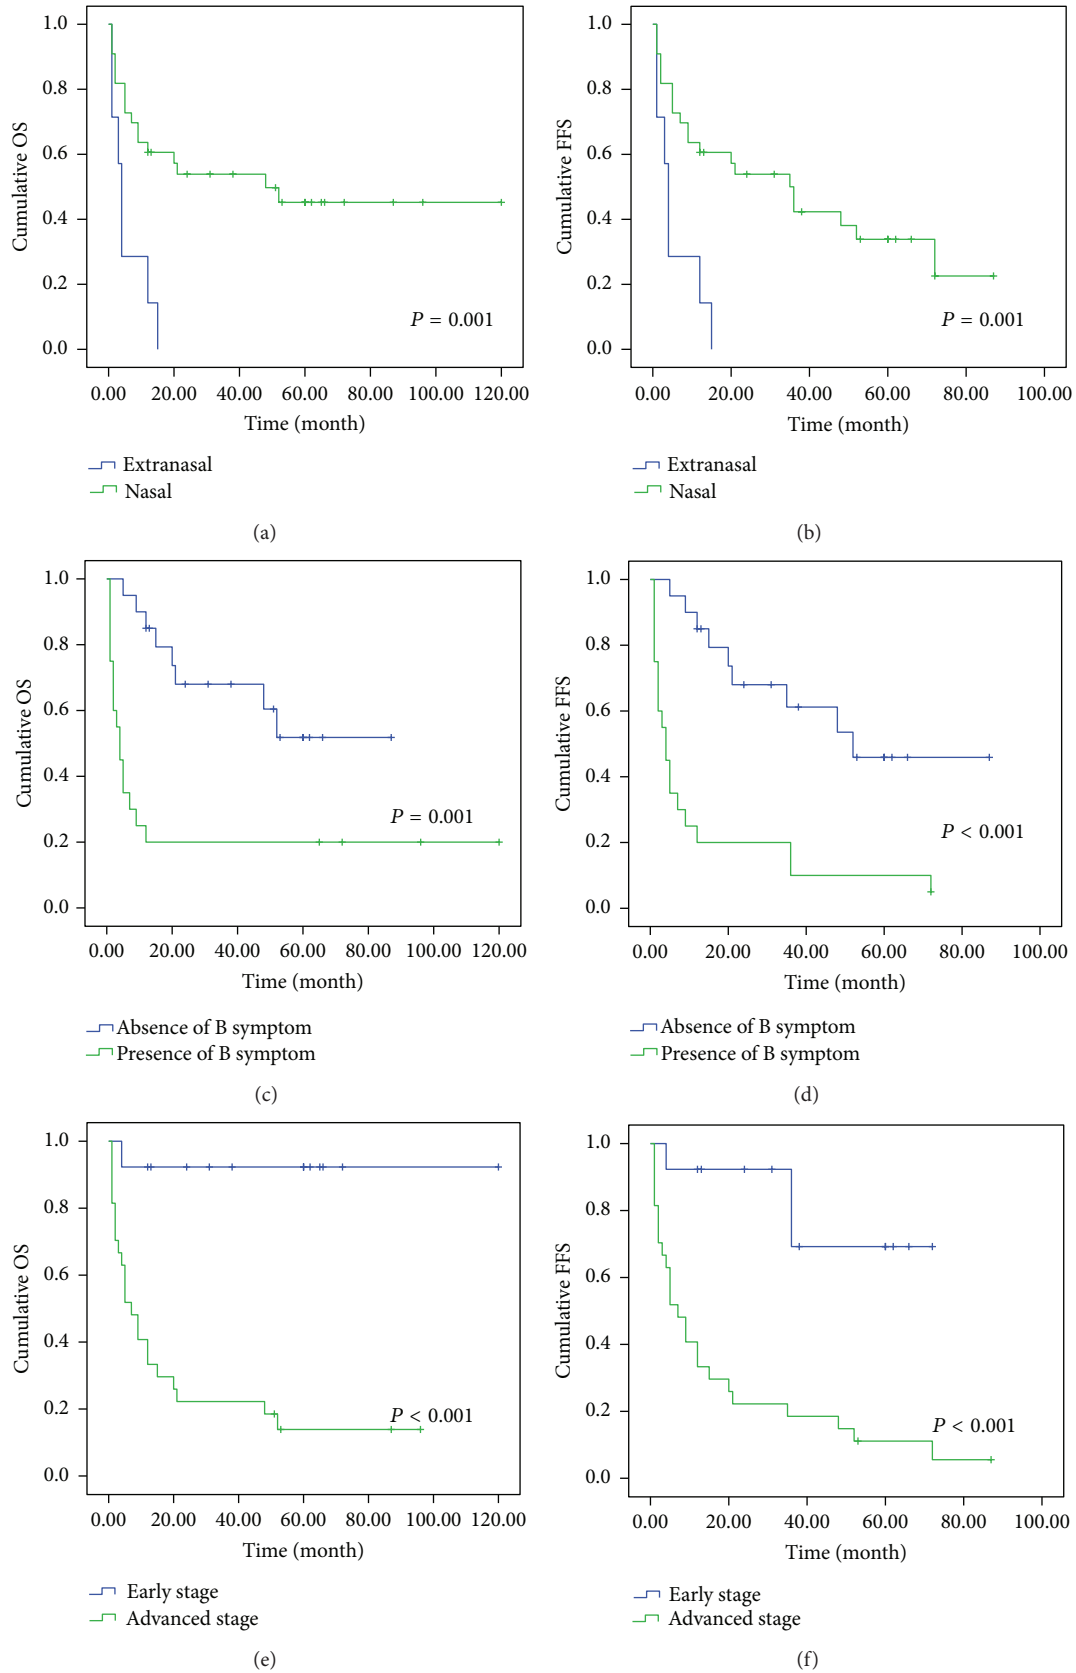 1.0
0.8
0.6
0.4
0.2
0.0
Cumulative OS
P = 0.001
0.00 20.00 40.00 60.00 80.00 100.00 120.00
Time (month)
Extranasal
Nasal
(a)
1.0
0.8
0.6
0.4
0.2
0.0
Cumulative FFS
P = 0.001
0.00 20.00 40.00 60.00 80.00 100.00
Time (month)
Extranasal
Nasal
(b)
1.0
0.8
0.6
0.4
0.2
0.0
Cumulative OS
P = 0.001
0.00 20.00 40.00 60.00 80.00 100.00 120.00
Time (month)
Absence of B symptom
Presence of B symptom
(c)
1.0
0.8
0.6
0.4
0.2
0.0
Cumulative FFS
P < 0.001
0.00 20.00 40.00 60.00 80.00 100.00
Time (month)
Absence of B symptom
Presence of B symptom
(d)
1.0
0.8
0.6
0.4
0.2
0.0
Cumulative OS
P < 0.001
0.00 20.00 40.00 60.00 80.00 100.00 120.00
Time (month)
Early stage
Advanced stage
(e)
1.0
0.8
0.6
0.4
0.2
0.0
Cumulative FFS
P < 0.001
0.00 20.00 40.00 60.00 80.00 100.00
Time (month)
Early stage
Advanced stage
(f)